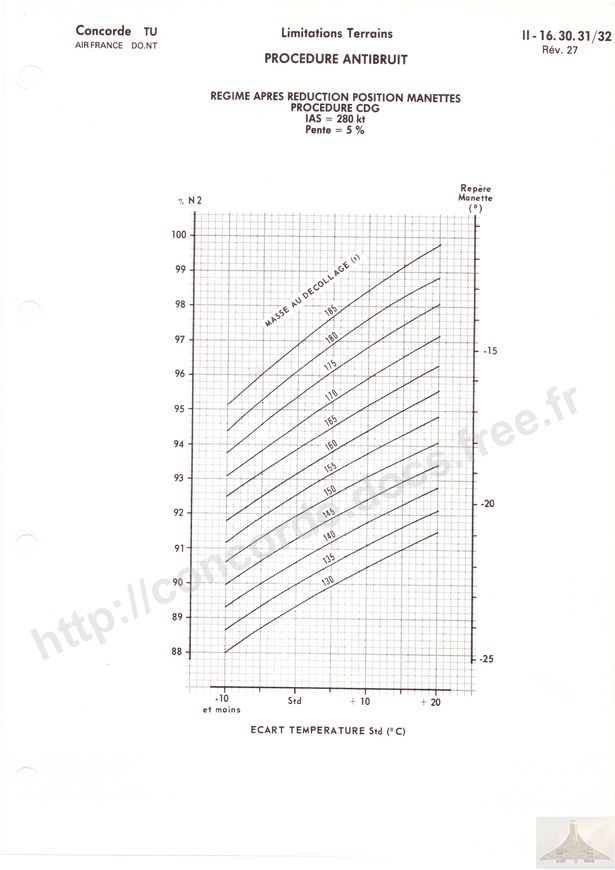 Concorde TU
AIR FRANCE DO.NT
Limitations Terrains
PROCEDURE ANTIBRUIT
II - 16.30.31/32
Rév. 27
REGIME APRES REDUCTION POSITION MANETTES
PROCEDURE CDG
IAS = 280 kt
Pente = 5 %
% N2
Repère
Manette
(°)
100
99
98
97
96
95
94
93
92
91
90
89
88
-15
-20
-25
MASSE AU DECOLLAGE (t)
185
180
175
170
165
160
155
150
145
140
135
130
-10
et moins
Std
+ 10
+ 20
ECART TEMPERATURE Std (°C)
http://concorde.docs.free.fr